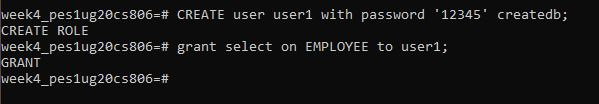 week4_pes1ug20cs806=# CREATE user user1 with password '12345' createdb;
CREATE ROLE
week4_pes1ug20cs806=# grant select on EMPLOYEE to user1;
GRANT
week4_pes1ug20cs806=#